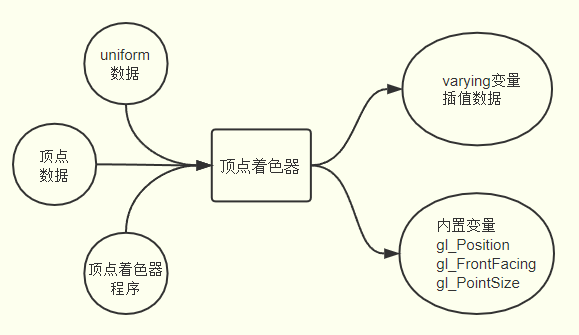 uniform
数据
顶点
数据
顶点着色器
程序
顶点着色器
varying变量
插值数据
内置变量
gl_Position
gl_FrontFacing
gl_PointSize